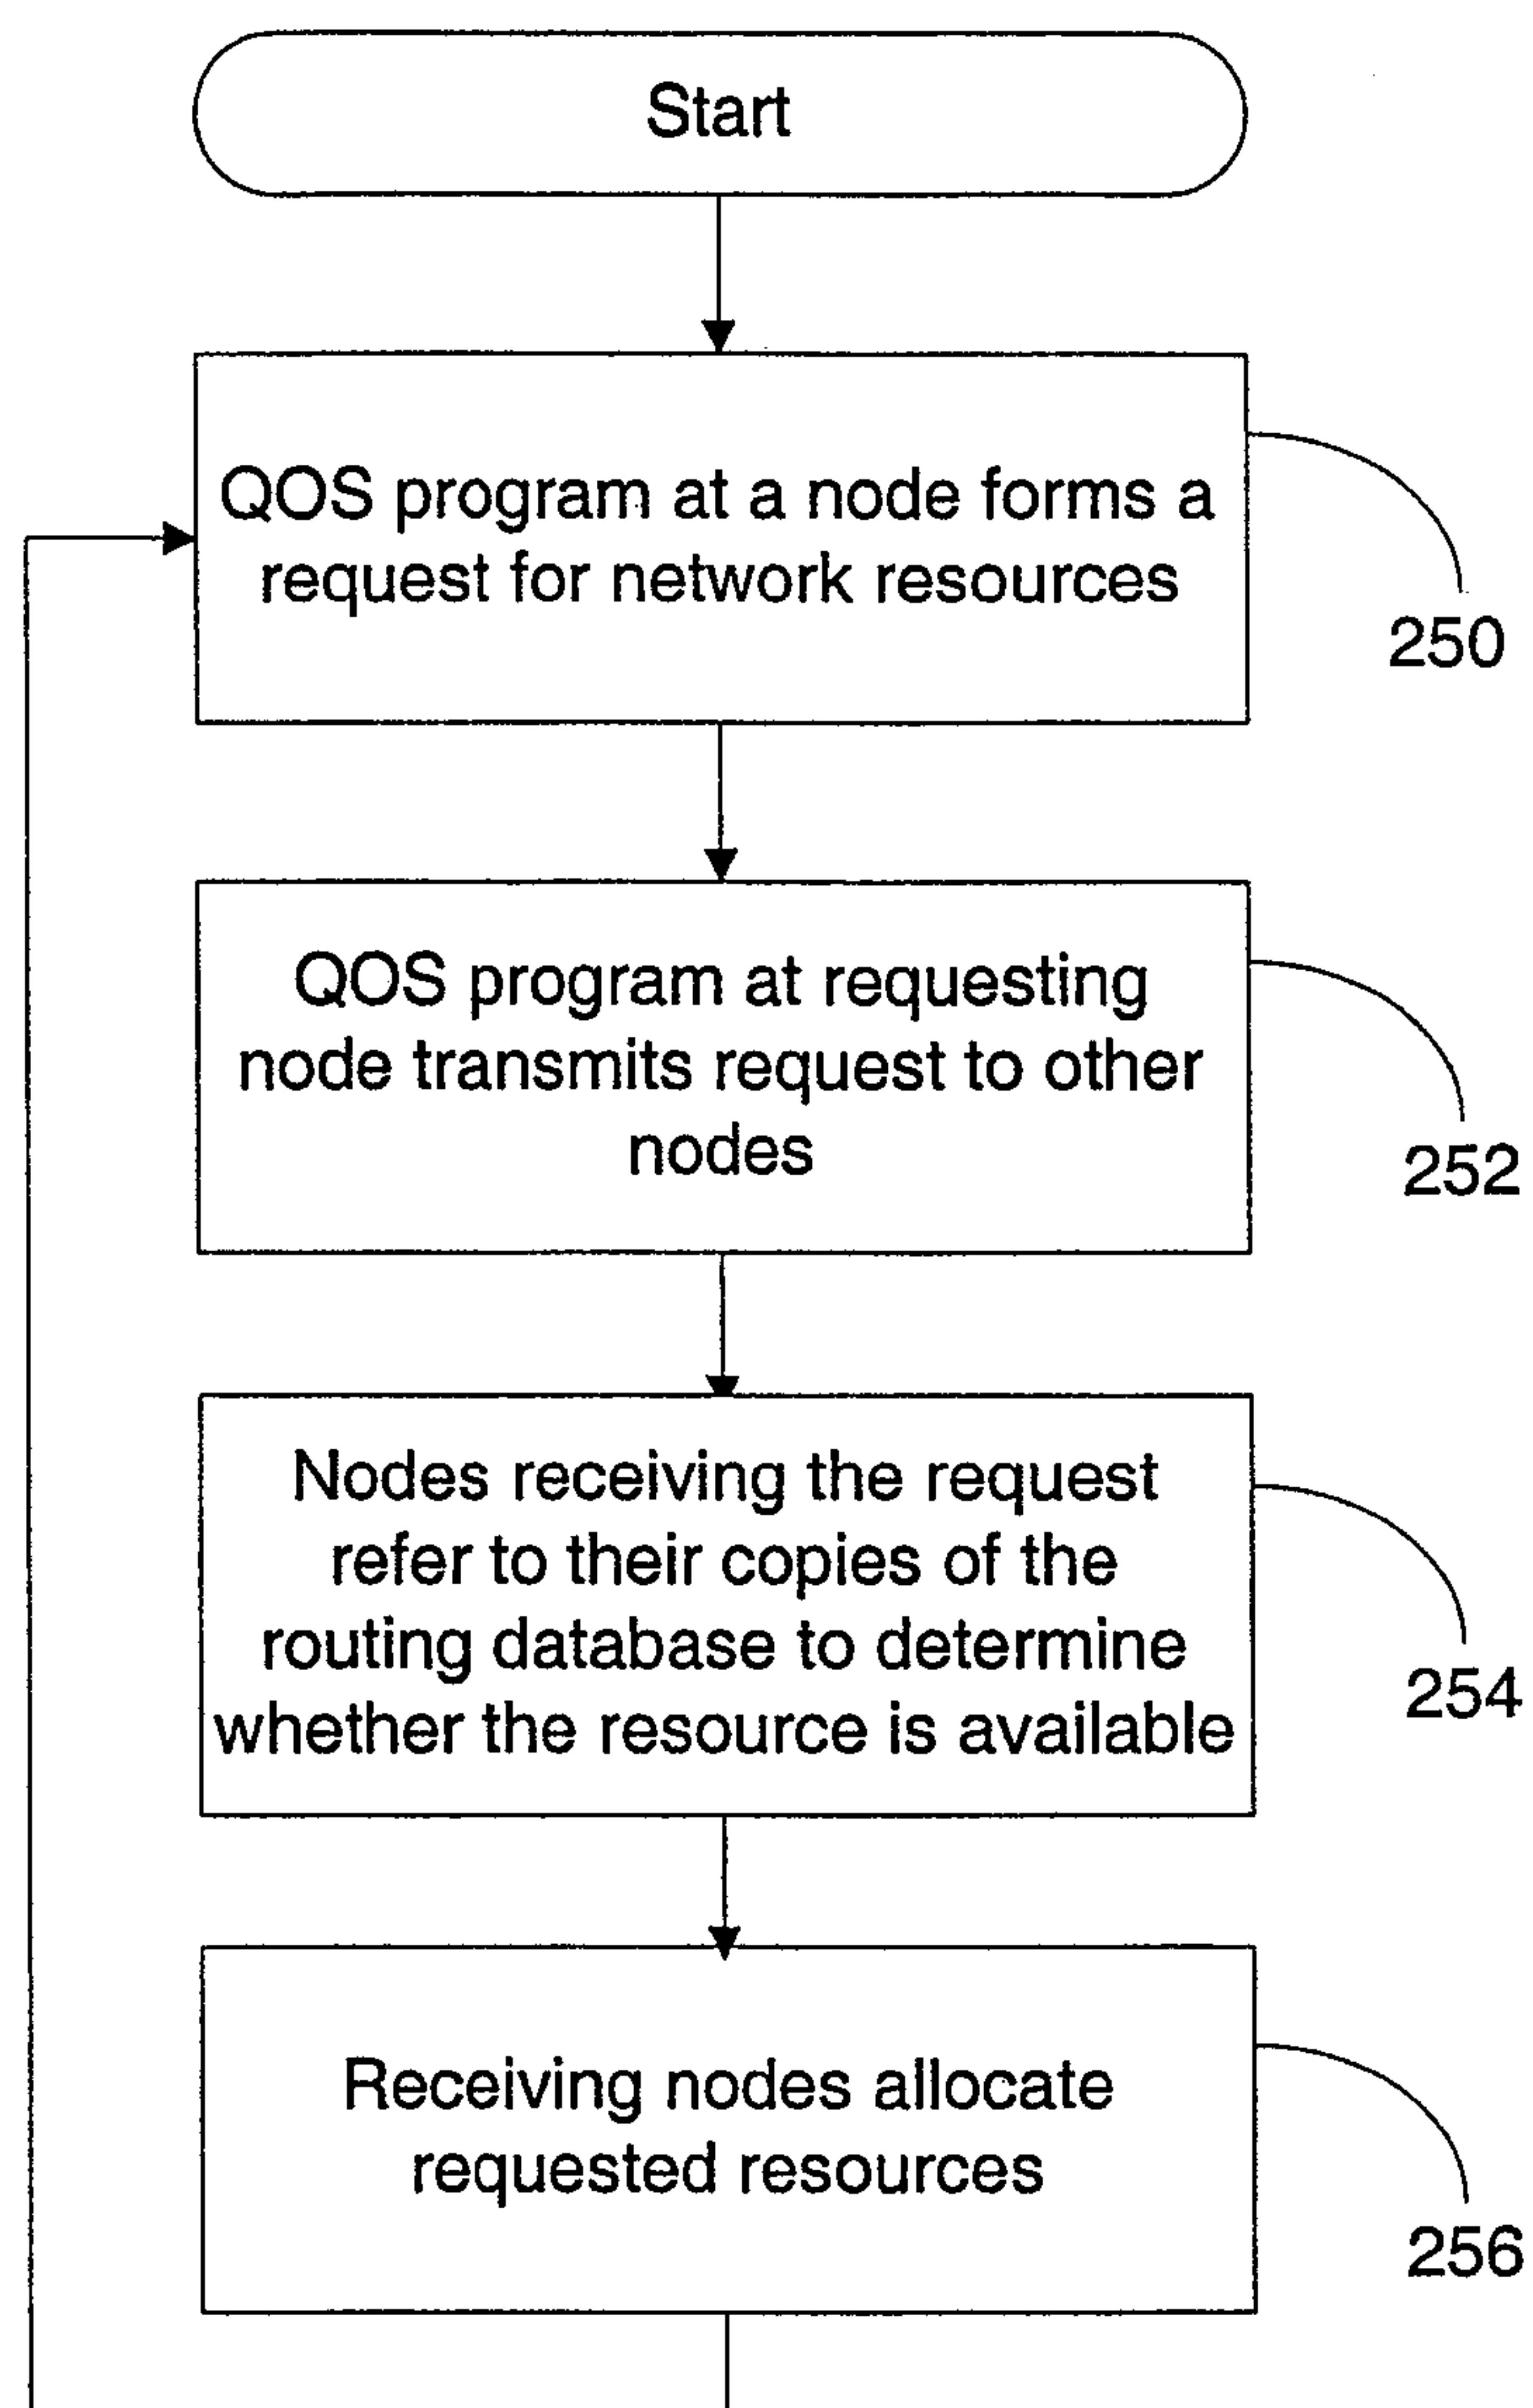 Start
QOS program at a node forms a
request for network resources
250
QOS program at requesting
node transmits request to other
nodes
252
Nodes receiving the request
refer to their copies of the
routing database to determine
whether the resource is available
254
Receiving nodes allocate
requested resources
256